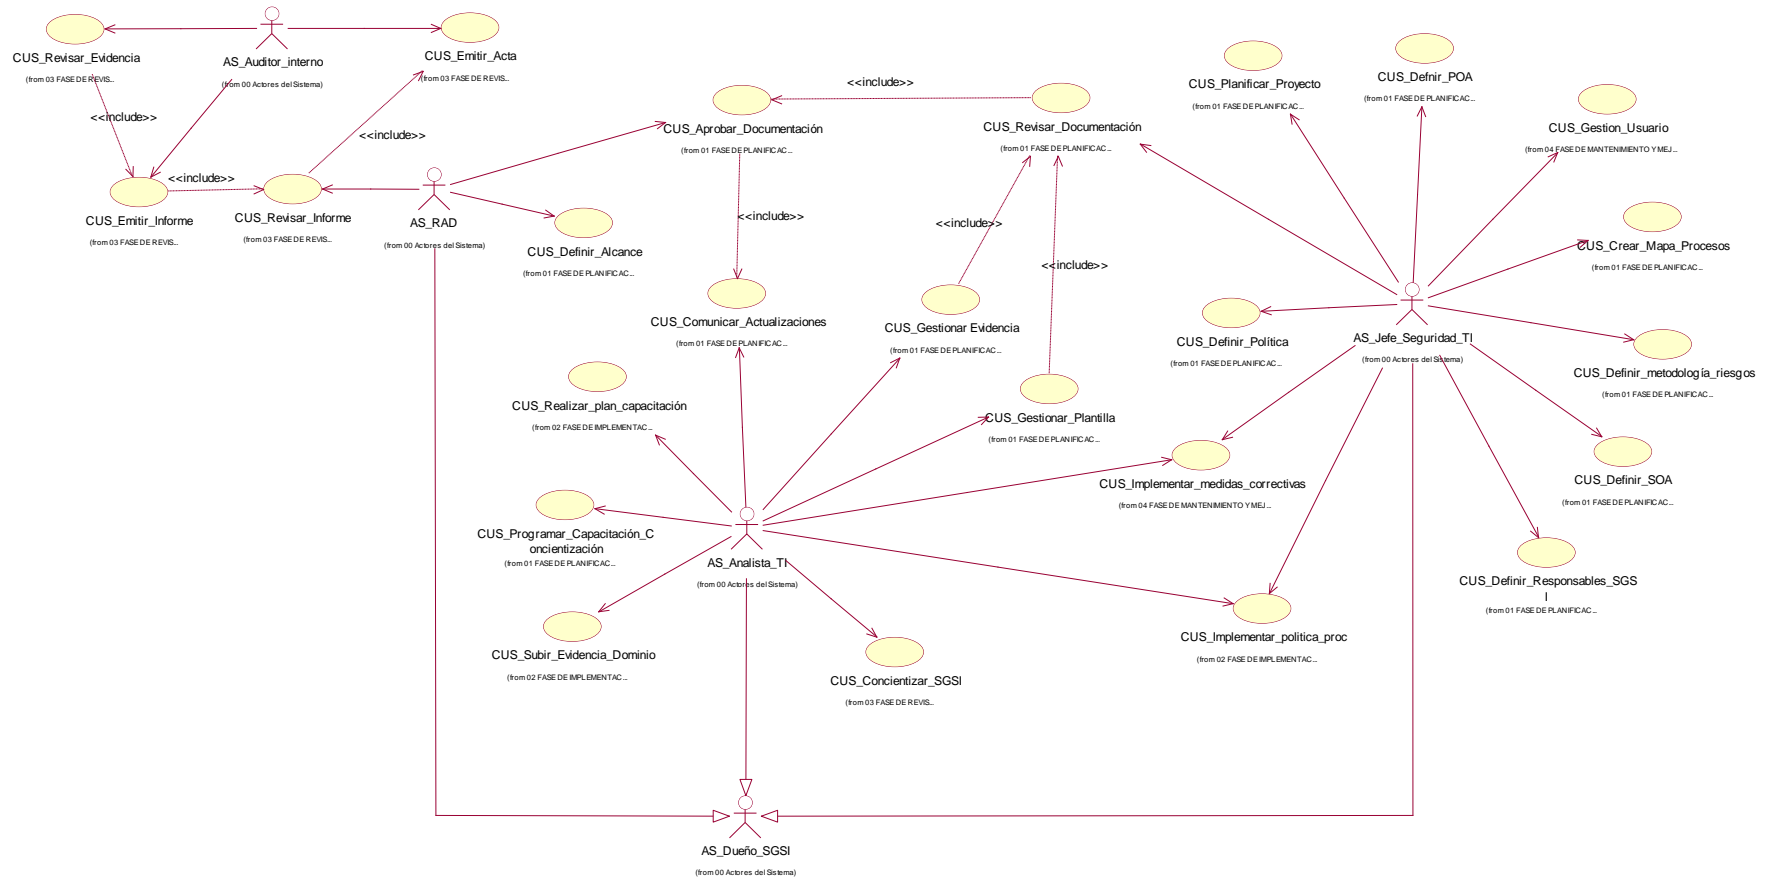 CUS_Revisar_Evidencia
(from 03 FASE DE REVIS...
AS_Auditor_interno
(from 00 Actores del Sistema)
CUS_Emitir_Acta
(from 03 FASE DE REVIS...
<<include>>
<<include>>
<<include>>
CUS_Emitir_Informe
(from 03 FASE DE REVIS...
CUS_Revisar_Informe
(from 03 FASE DE REVIS...
AS_RAD
(from 00 Actores del Sistema)
CUS_Definir_Alcance
(from 01 FASE DE PLANIFICAC...
CUS_Aprobar_Documentación
(from 01 FASE DE PLANIFICAC...
<<include>>
CUS_Revisar_Documentación
(from 01 FASE DE PLANIFICAC...
<<include>>
<<include>>
<<include>>
CUS_Comunicar_Actualizaciones
(from 01 FASE DE PLANIFICAC...
CUS_Gestionar Evidencia
(from 01 FASE DE PLANIFICAC...
CUS_Gestionar_Plantilla
(from 01 FASE DE PLANIFICAC...
CUS_Planificar_Proyecto
(from 01 FASE DE PLANIFICAC...
CUS_Defnir_POA
(from 01 FASE DE PLANIFICAC...
CUS_Gestion_Usuario
(from 04 FASE DE MANTENIMIENTO Y MEJ...
CUS_Crear_Mapa_Procesos
(from 01 FASE DE PLANIFICAC...
CUS_Definir_Política
(from 01 FASE DE PLANIFICAC...
AS_Jefe_Seguridad_TI
(from 00 Actores del Sistema)
CUS_Definir_metodología_riesgos
(from 01 FASE DE PLANIFICAC...
CUS_Realizar_plan_capacitación
(from 02 FASE DE IMPLEMENTAC...
CUS_Implementar_medidas_correctivas
(from 04 FASE DE MANTENIMIENTO Y MEJ...
CUS_Definir_SOA
(from 01 FASE DE PLANIFICAC...
CUS_Programar_Capacitación_C
oncientización
(from 01 FASE DE PLANIFICAC...
AS_Analista_TI
(from 00 Actores del Sistema)
CUS_Definir_Responsables_SGS
I
(from 01 FASE DE PLANIFICAC...
CUS_Subir_Evidencia_Dominio
(from 02 FASE DE IMPLEMENTAC...
CUS_Concientizar_SGSI
(from 03 FASE DE REVIS...
CUS_Implementar_politica_proc
(from 02 FASE DE IMPLEMENTAC...
AS_Dueño_SGSI
(from 00 Actores del Sistema)